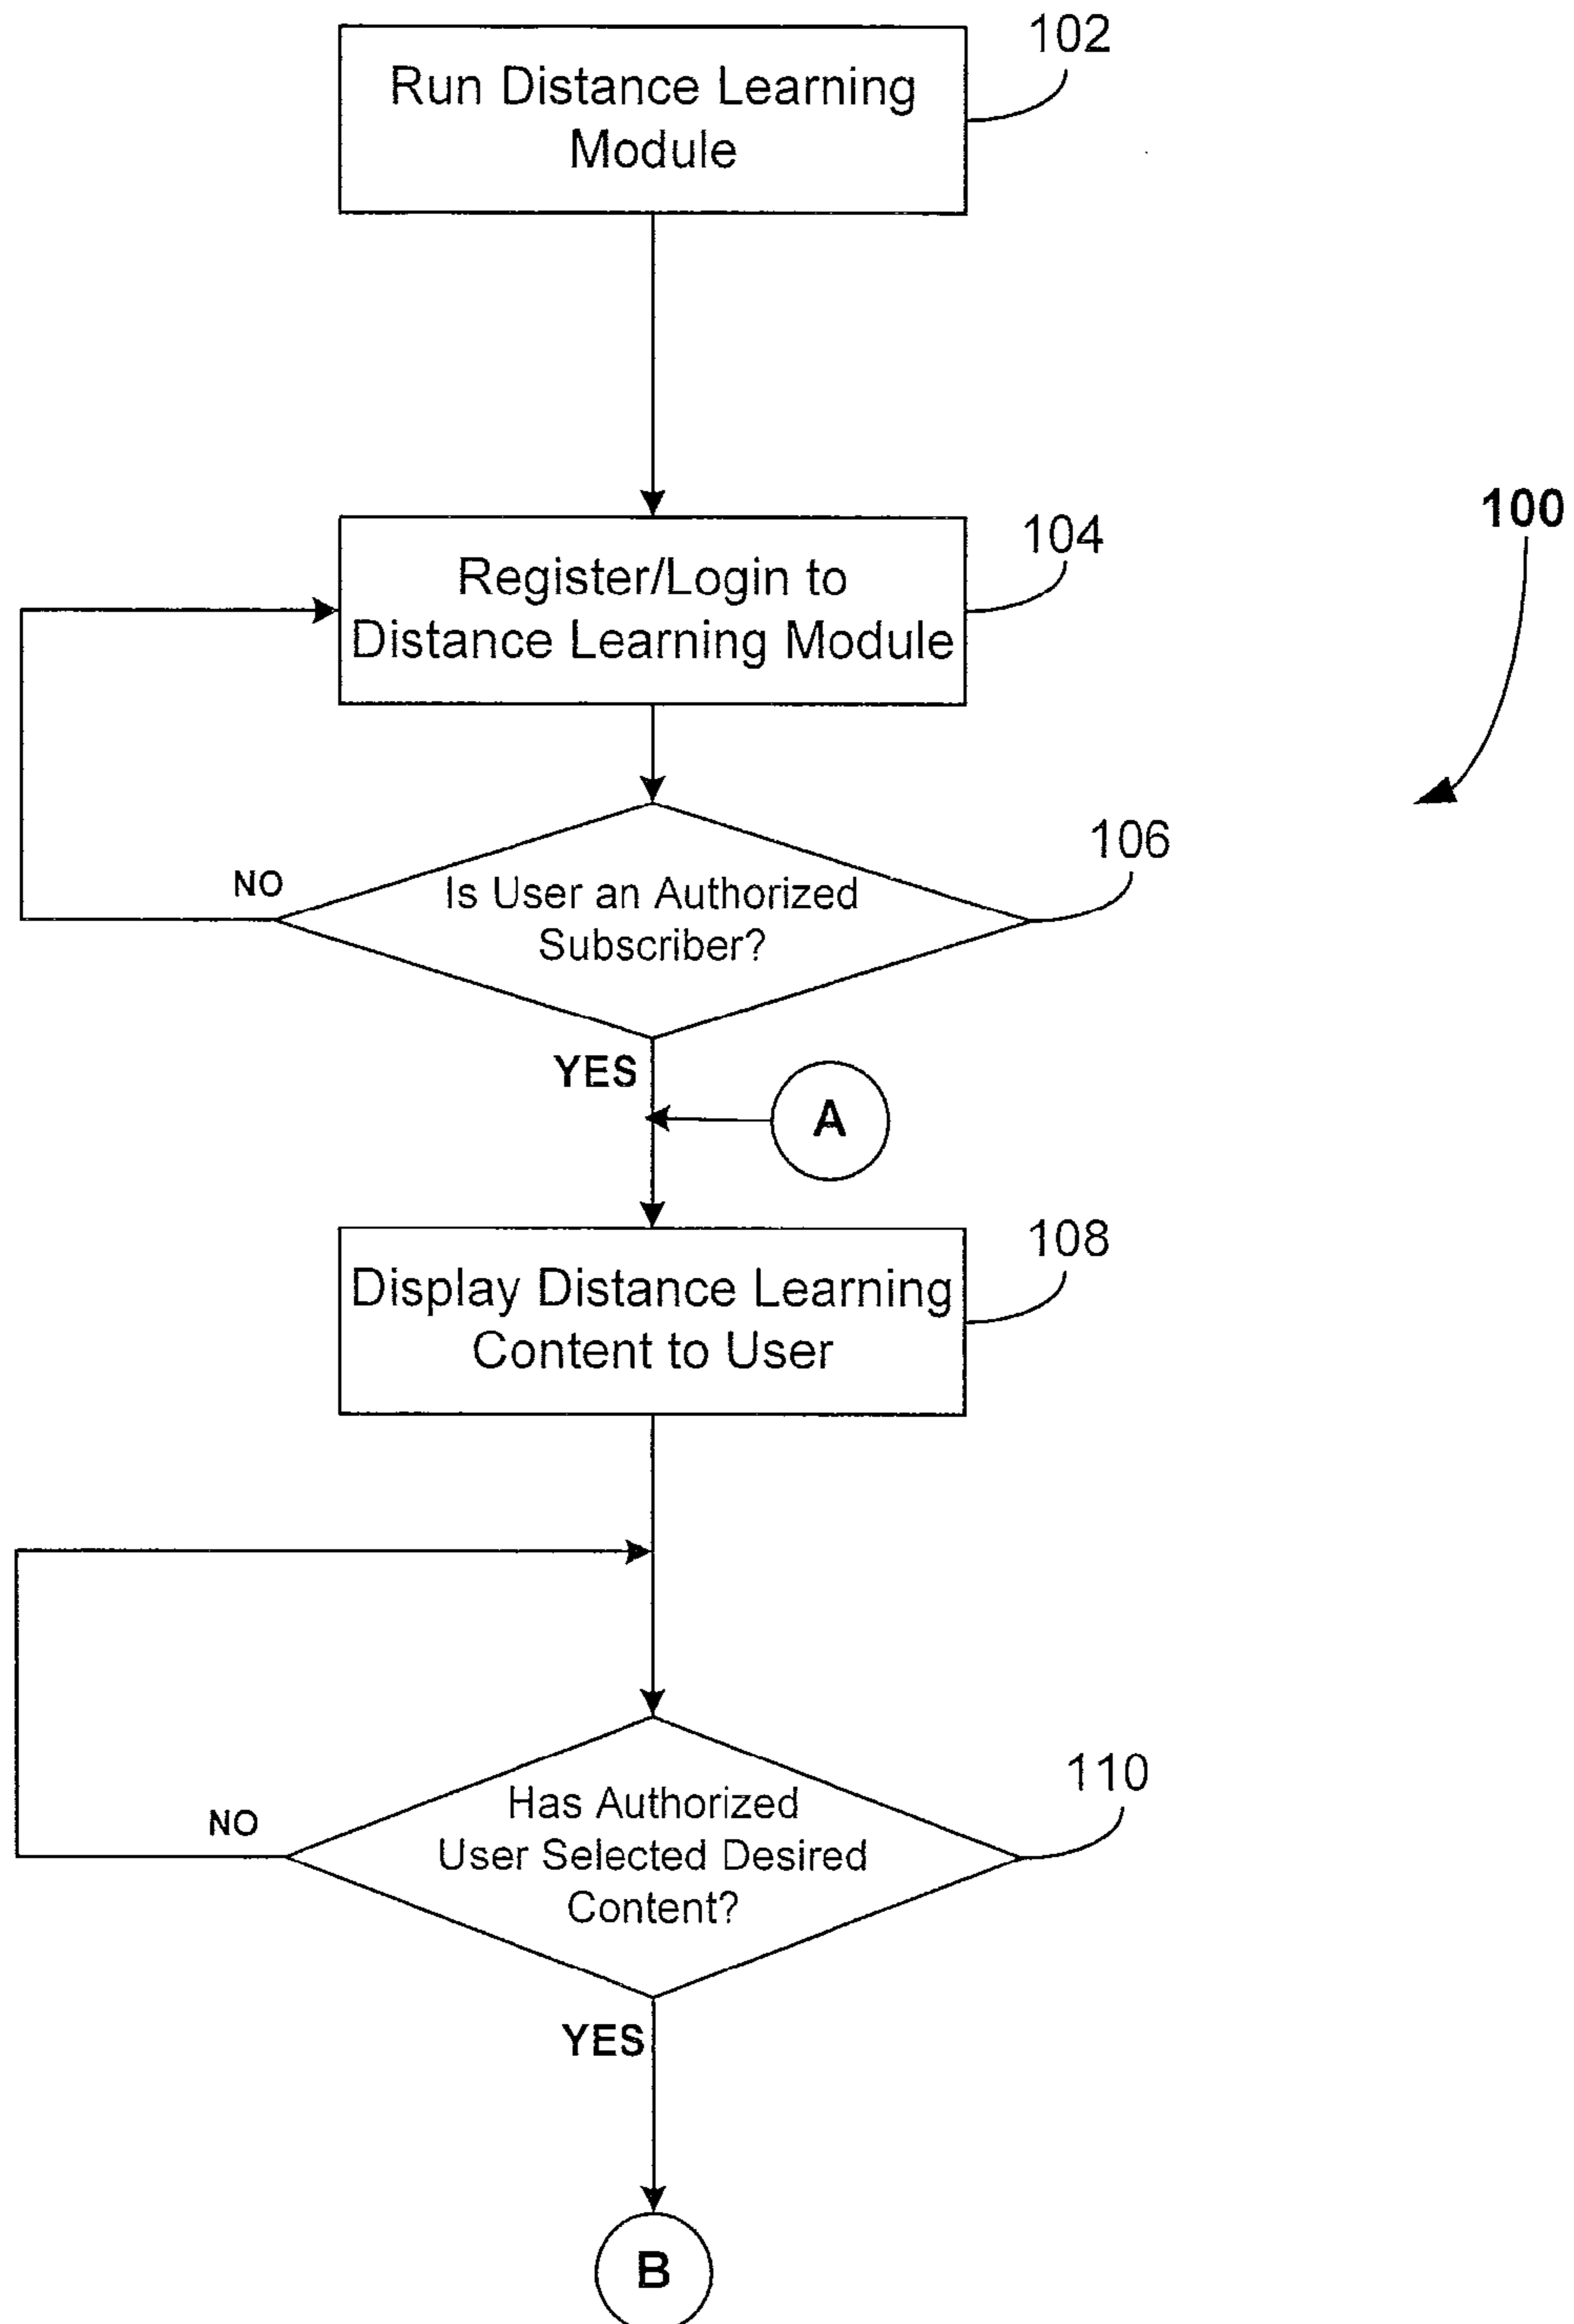 102
Run Distance Learning
Module
100
104
Register/Login to
Distance Learning Module
106
NO
Is User an Authorized
Subscriber?
YES
A
108
Display Distance Learning
Content to User
110
NO
Has Authorized
User Selected Desired
Content?
YES
B